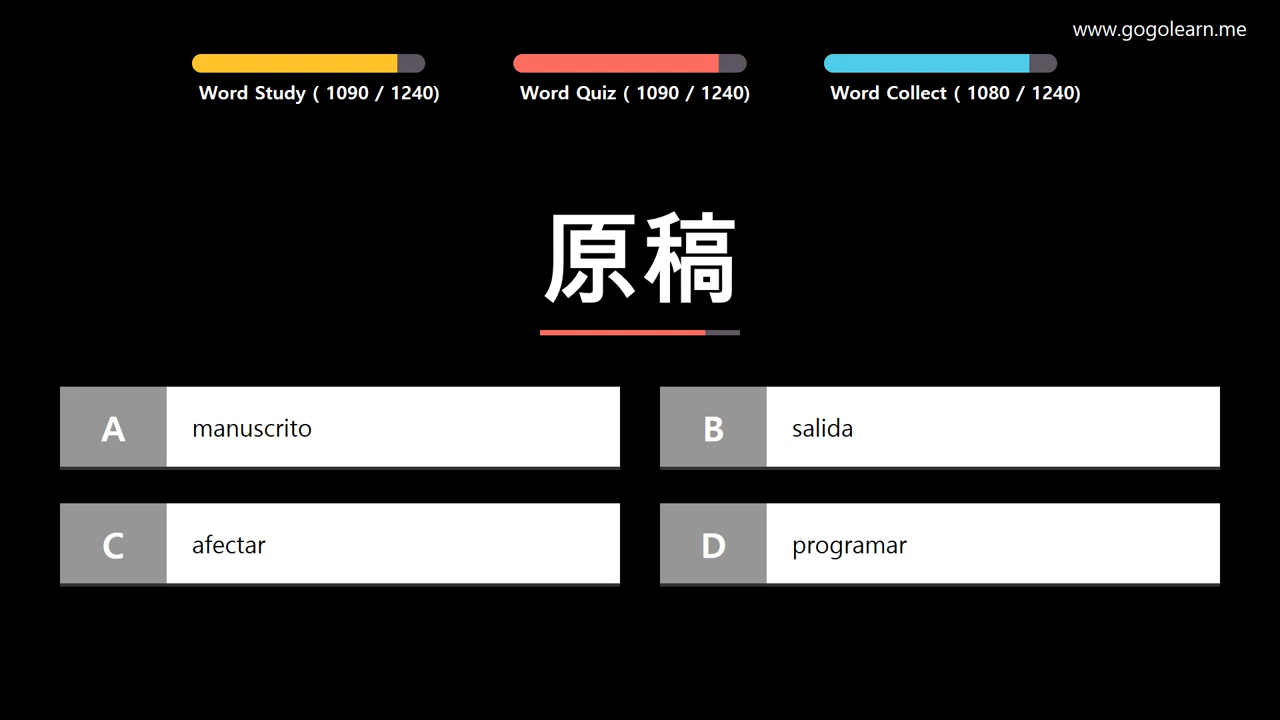 www.gogolearn.me
Word Study ( 1090 / 1240)
Word Quiz ( 1090 / 1240)
Word Collect ( 1080 / 1240)
原稿
A manuscrito
B salida
C afectar
D programar